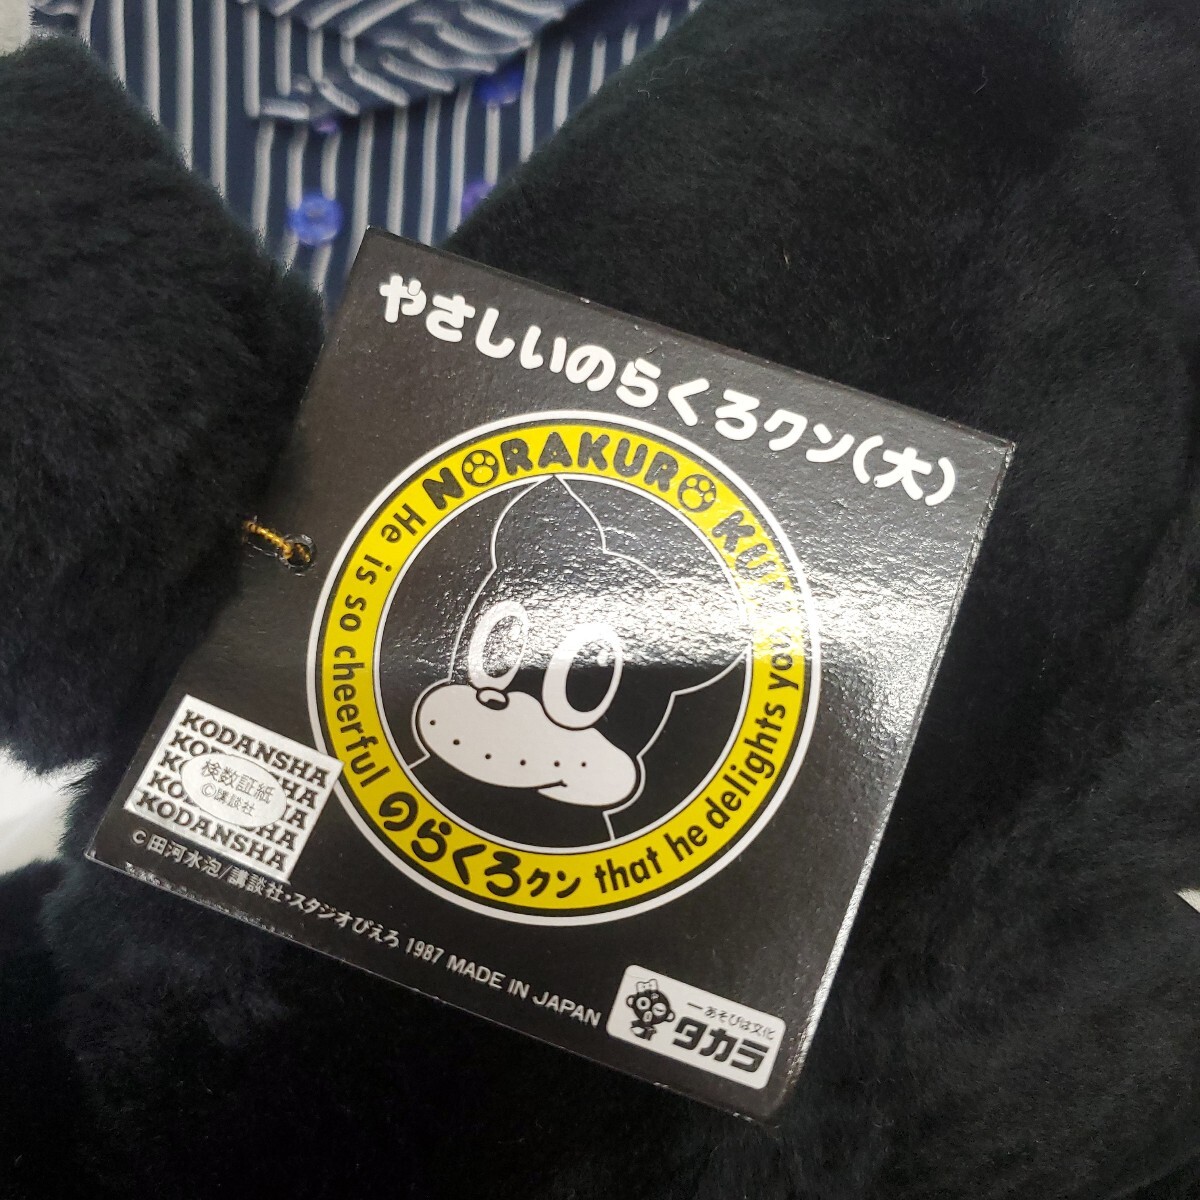 やさしいのらくろクン(大)
NORAKURO KUN
He is so cheerful
that he delights you
のらくろクン
KODANSHA
KODANSHA
検数証紙
©講談社
KODANSHA
©田河水泡/講談社・スタジオぴえろ 1987 MADE IN JAPAN
―あそびは文化
タカラ